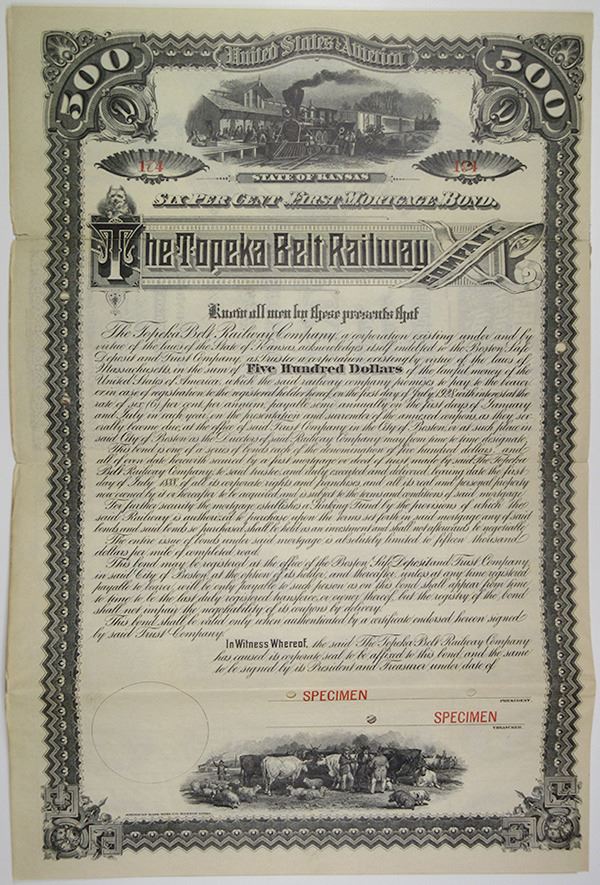 500
United States of America
500
174
174
STATE OF KANSAS
SIX PER CENT FIRST MORTGAGE BOND.
The Topeka Belt Railway COMPANY.
Know all men by these presents that
The Topeka Belt Railway Company, a corporation existing under and by
virtue of the laws of the State of Kansas, acknowledges itself indebted to the Boston Safe
Deposit and Trust Company, as Trustee, a corporation existing by virtue of the laws of
Massachusetts, in the sum of Five Hundred Dollars of the lawful money of the
United States of America, which the said railway company promises to pay to the bearer
or in case of registration, to the registered holder hereof, on the first day of July 1928, with interest at the
rate of six (6) per cent per annum, payable semi annually on the first days of January
and July in each year, on the presentation and surrender of the annexed coupons, as they sev-
erally become due, at the office of said Trust Company, in the City of Boston, or at such place in
said City of Boston as the Directors of said Railway Company may from time to time designate.
This bond is one of a series of bonds each of the denomination of five hundred dollars and
all of even date herewith secured by a first mortgage or deed of trust made by said The Topeka
Belt Railway Company, to said trustee, and duly executed and delivered, bearing date the first
day of July 1888, of all its corporate rights and franchises, and all its real and personal property
now owned by it or hereafter to be acquired, and is subject to the terms and conditions of said mortgage.
For further security the mortgage establishes a Sinking Fund by the provisions of which the
said Railway is authorized to purchase upon the terms set forth in said mortgage any of said
bonds, and said bonds, so purchased, shall be held as an investment and shall not afterwards be negotiable.
The entire issue of bonds under said mortgage is absolutely limited to fifteen thousand
dollars per mile of completed road.
This bond may be registered at the office of the Boston Safe Deposit and Trust Company,
in said City of Boston, at the option of its holder, and thereafter, unless at any time registered
payable to bearer, will be only payable to such person as on this bond shall appear from time
to time to be the last duly registered transferee, or agency thereof, but the registry of the bond
shall not impair the negotiability of its coupons by delivery.
This bond shall be valid only when authenticated by a certificate endorsed hereon signed
by said Trust Company.
In Witness Whereof, the said The Topeka Belt Railway Company
has caused its corporate seal to be affixed to this bond and the same
to be signed by its President and Treasurer under date of
SPECIMEN
PRESIDENT.
SPECIMEN
TREASURER.